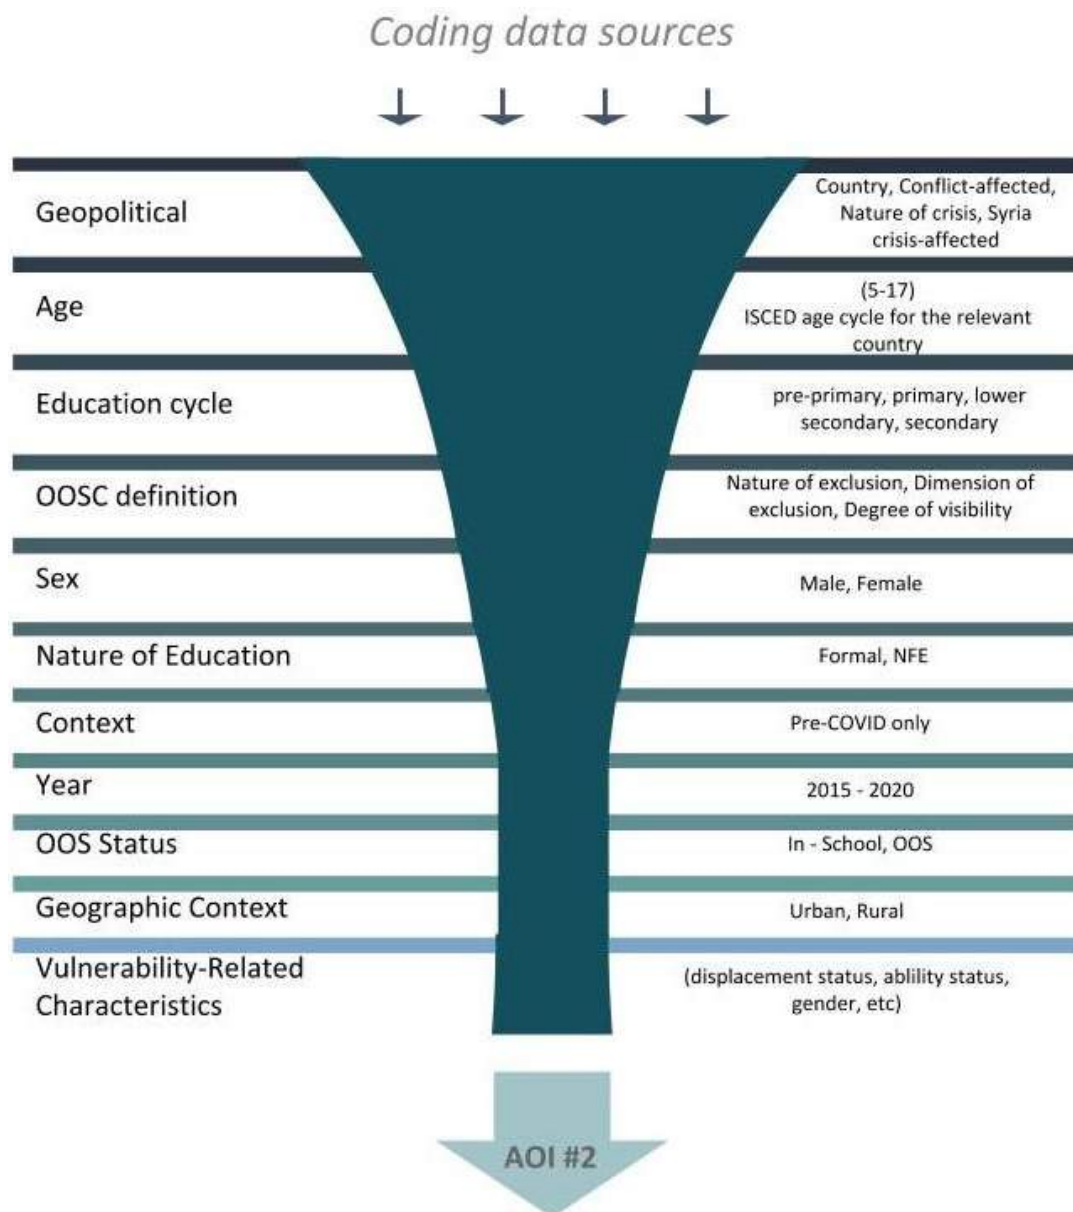 Coding data sources
Geopolitical
Country, Conflict-affected,
Nature of crisis, Syria
crisis-affected
Age
(5-17)
ISCED age cycle for the relevant
country
Education cycle
pre-primary, primary, lower
secondary, secondary
OOSC definition
Nature of exclusion, Dimension of
exclusion, Degree of visibility
Sex
Male, Female
Nature of Education
Formal, NFE
Context
Pre-COVID only
Year
2015 - 2020
OOS Status
In - School, OOS
Geographic Context
Urban, Rural
Vulnerability-Related
Characteristics
(displacement status, ablility status,
gender, etc)
AOI #2